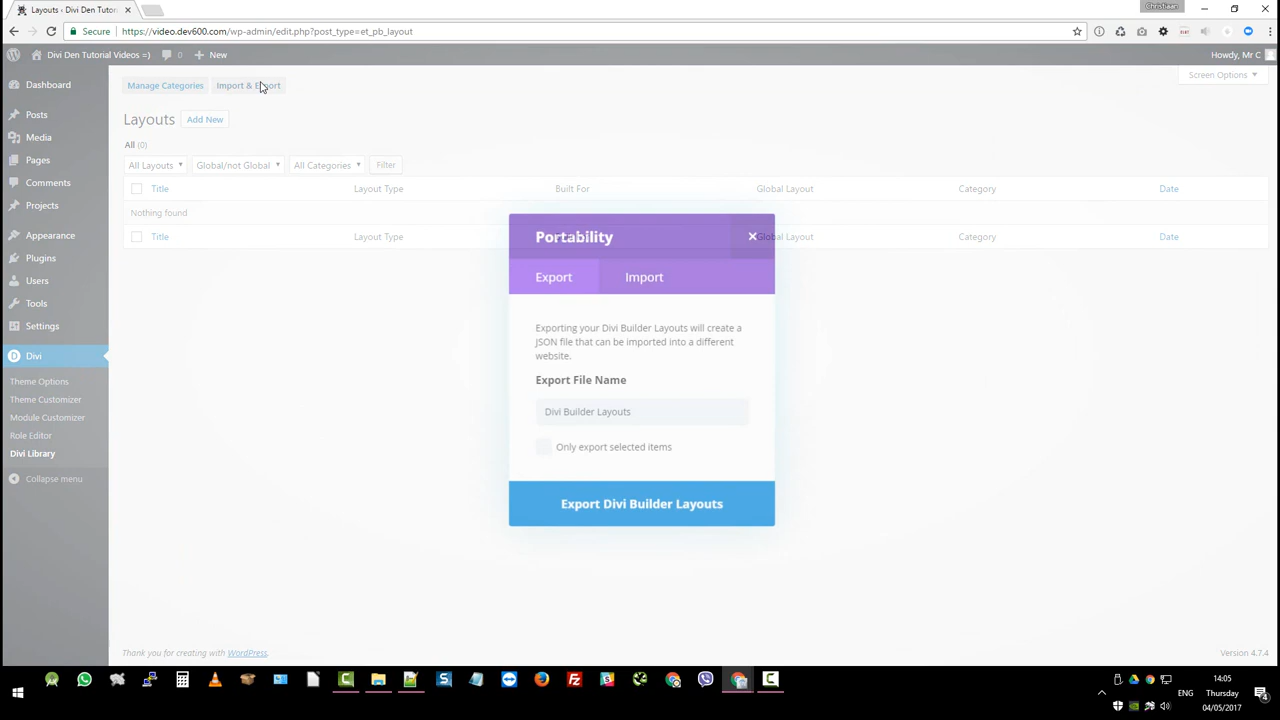 Layouts ‹ Divi Den Tutor
Christiaan
Secure
https://video.dev600.com/wp-admin/edit.php?post_type=et_pb_layout
Divi Den Tutorial Videos =)
0
New
Howdy, Mr C
Dashboard
Posts
Media
Pages
Comments
Projects
Appearance
Plugins
Users
Tools
Settings
Divi
Theme Options
Theme Customizer
Module Customizer
Role Editor
Divi Library
Collapse menu
Manage Categories
Import & Export
Screen Options
Layouts
Add New
All (0)
All Layouts
Global/not Global
All Categories
Filter
Title
Layout Type
Built For
Global Layout
Category
Date
Nothing found
Title
Layout Type
Global Layout
Category
Date
Portability
Export
Import
Exporting your Divi Builder Layouts will create a
JSON file that can be imported into a different
website.
Export File Name
Divi Builder Layouts
Only export selected items
Export Divi Builder Layouts
Thank you for creating with WordPress.
Version 4.7.4
ENG
14:05
Thursday
04/05/2017
4